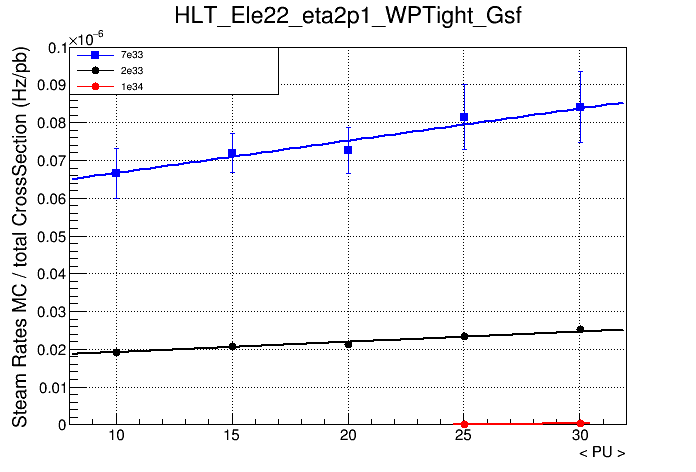 HLT_Ele22_eta2p1_WPTight_Gsf
×10⁻⁶
Steam Rates MC / total CrossSection (Hz/pb)
0.1
0.09
0.08
0.07
0.06
0.05
0.04
0.03
0.02
0.01
0
7e33
2e33
1e34
10 15 20 25 30
< PU >